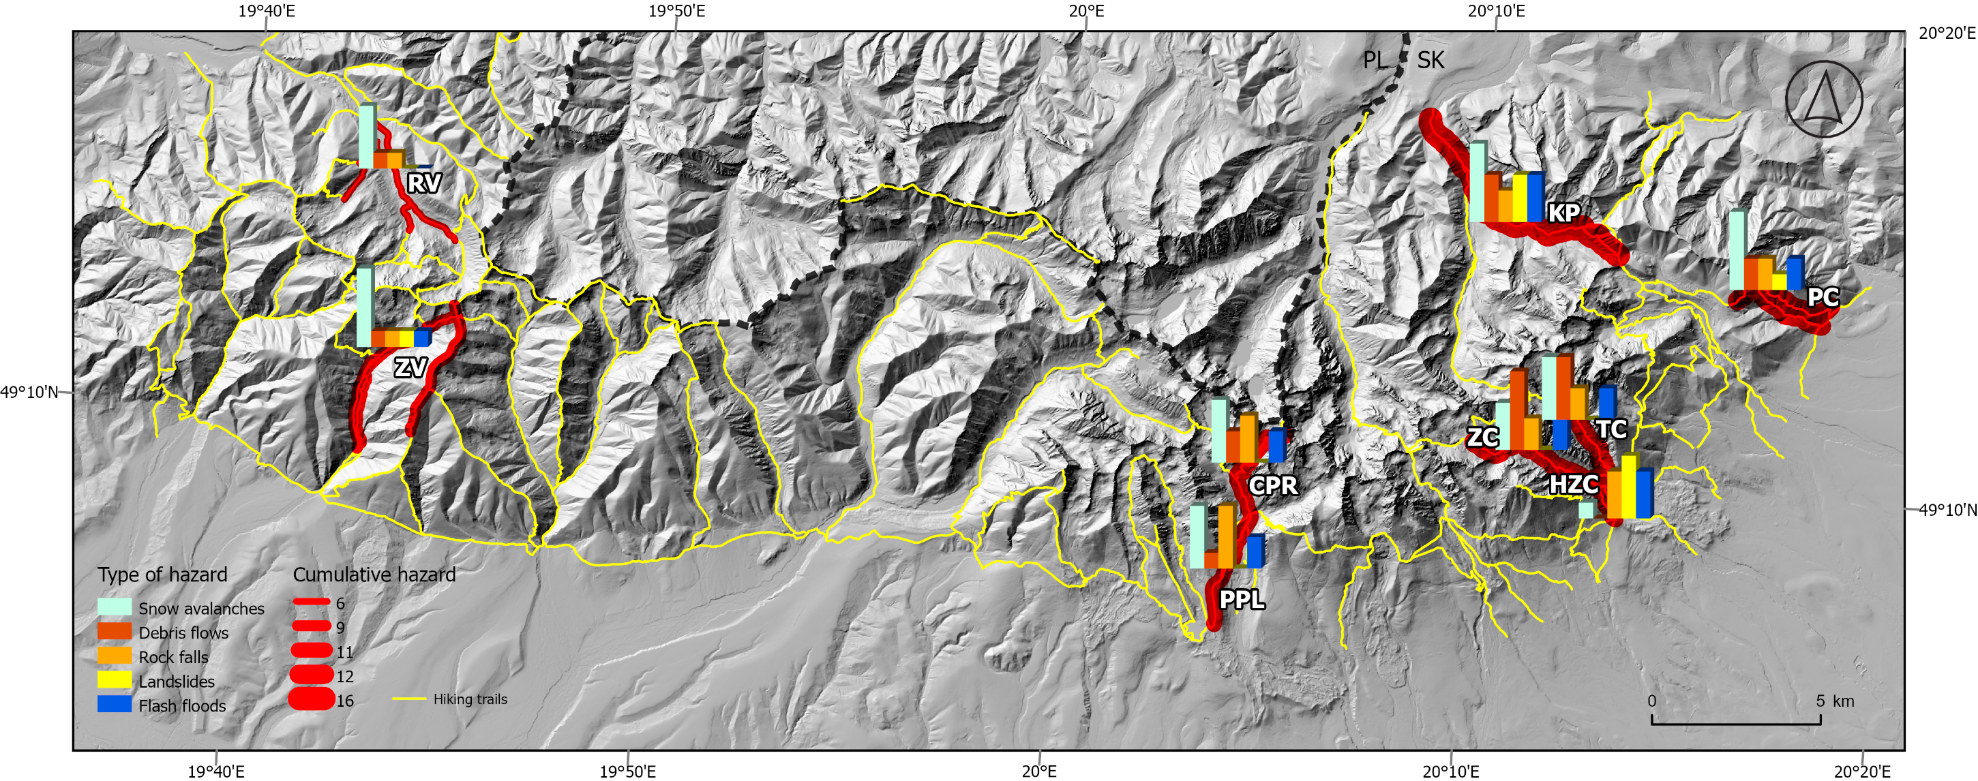 19°40'E 19°50'E 20°E 20°10'E
20°20'E
PL SK
RV
KP
PC
ZV
49°10'N
ZC
TC
CPR
HZC
49°10'N
PPL
Type of hazard
Snow avalanches
Debris flows
Rock falls
Landslides
Flash floods
Cumulative hazard
6
9
11
12
16
Hiking trails
0 5 km
19°40'E 19°50'E 20°E 20°10'E 20°20'E